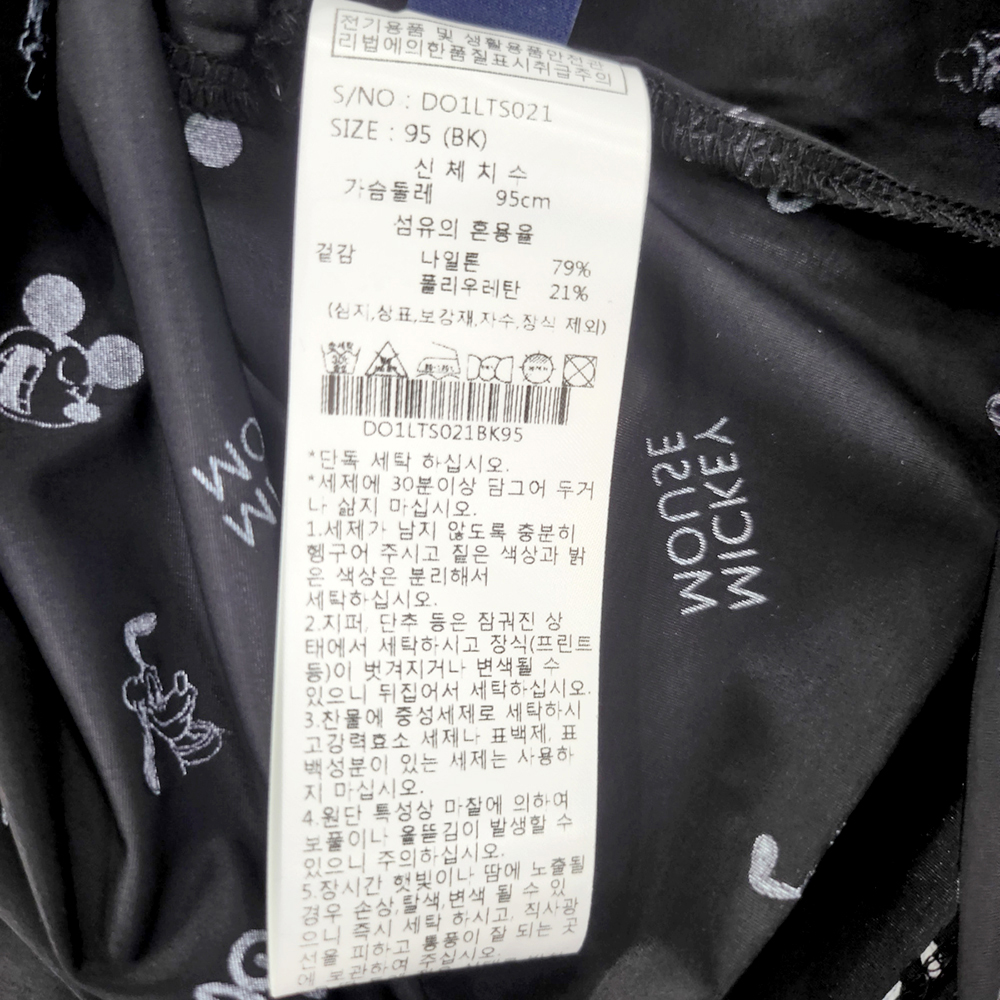 전기용품 및 생활용품안전관
리법에의한품질표시취급주의
S/NO : DO1LTS021
SIZE : 95 (BK)
신 체 치 수
가슴둘레 95cm
섬유의 혼용율
겉감 나일론 79%
폴리우레탄 21%
(심지,상표,보강재,자수,장식 제외)
DO1LTS021BK95
*단독 세탁 하십시오.
*세제에 30분이상 담그어 두거
나 삶지 마십시오.
1.세제가 남지 않도록 충분히
헹구어 주시고 짙은 색상과 밝
은 색상은 분리해서
세탁하십시오.
2.지퍼, 단추 등은 잠궈진 상
태에서 세탁하시고 장식(프린트
등)이 벗겨지거나 변색될 수
있으니 뒤집어서 세탁하십시오.
3.찬물에 중성세제로 세탁하시
고강력효소 세제나 표백제, 표
백성분이 있는 세제는 사용하
지 마십시오.
4.원단 특성상 마찰에 의하여
보풀이나 올뜯김이 발생할 수
있으니 주의하십시오.
5.장시간 햇빛이나 땀에 노출될
경우 손상,탈색,변색 될 수 있
으니 즉시 세탁 하시고, 직사광
선을 피하고 통풍이 잘 되는 곳
에 보관하여 주십시오.
MICKEY
MOUSE